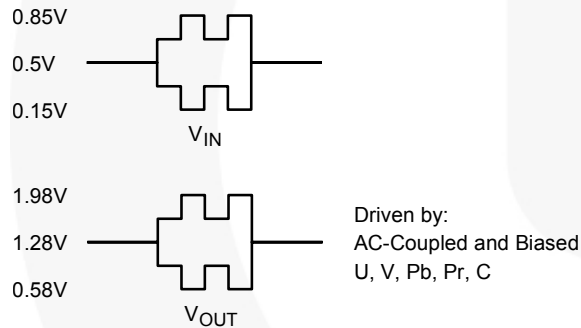 0.85V
0.5V
0.15V
VIN
1.98V
1.28V
0.58V
VOUT
Driven by:
AC-Coupled and Biased
U, V, Pb, Pr, C